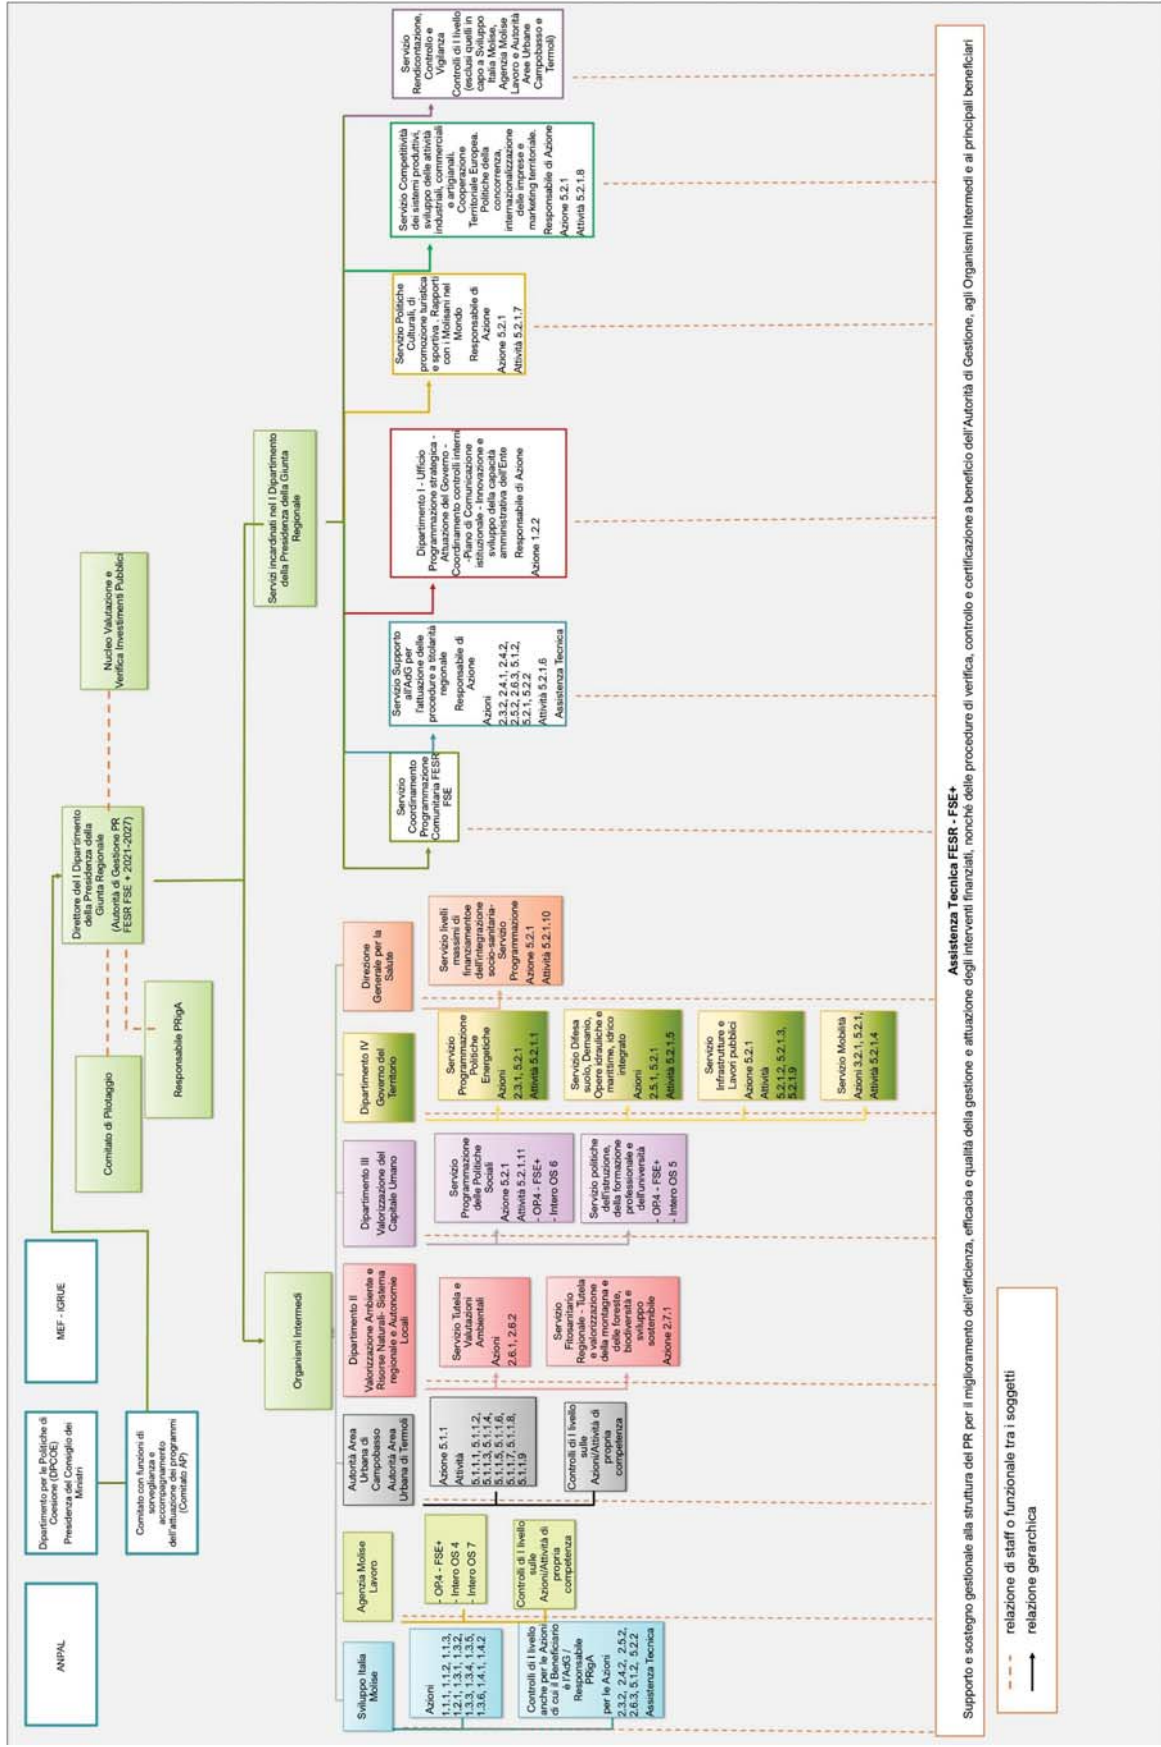 ANPAL
Dipartimento per le Politiche di
Coesione (DPCOE)
Presidenza del Consiglio dei
Ministri
MEF - IGRUE
Comitato con funzioni di
sorveglianza e
accompagnamento
dell'attuazione dei programmi
(Comitato AP)
Comitato di Pilotaggio
Responsabile PRigA
Direttore del I Dipartimento
della Presidenza della
Giunta Regionale
(Autorità di Gestione PR
FESR FSE + 2021-2027)
Nucleo Valutazione e
Verifica Investimenti Pubblici
Organismi Intermedi
Servizi incardinati nel I Dipartimento
della Presidenza della Giunta
Regionale
Sviluppo Italia
Molise
Azioni
1.1.1, 1.1.2, 1.1.3,
1.2.1, 1.3.1, 1.3.2,
1.3.3, 1.3.4, 1.3.5,
1.3.6, 1.4.1, 1.4.2
Controlli di I livello
anche per le Azioni
di cui il Beneficiario
è l'AdG /
Responsabile
PRigA
per le Azioni
2.3.2, 2.4.2, 2.5.2,
2.6.3, 5.1.2, 5.2.2
Assistenza Tecnica
Agenzia Molise
Lavoro
- OP.4 - FSE+
- Intero OS 4
- Intero OS 7
Controlli di I livello
sulle
Azioni/Attività di
propria
competenza
Autorità Area
Urbana di
Campobasso
Autorità Area
Urbana di Termoli
Azione 5.1.1
Attività
5.1.1.1, 5.1.1.2,
5.1.1.3, 5.1.1.4,
5.1.1.5, 5.1.1.6,
5.1.1.7, 5.1.1.8,
5.1.1.9
Controlli di I livello
sulle
Azioni/Attività di
propria
competenza
Dipartimento II
Valorizzazione Ambiente e
Risorse Naturali- Sistema
regionale e Autonomie
Locali
Servizio Tutela e
Valutazioni
Ambientali
Azioni
2.6.1, 2.6.2
Servizio
Fitosanitario
Regionale - Tutela
e valorizzazione
della montagna e
delle foreste,
biodiversità e
sviluppo
sostenibile
Azione 2.7.1
Dipartimento III
Valorizzazione del
Capitale Umano
Servizio
Programmazione
delle Politiche
Sociali
Azione 5.2.1
Attività 5.2.1.11
- OP.4 - FSE+
- Intero OS 6
Servizio politiche
dell'istruzione,
della formazione
professionale e
dell'università
- OP.4 - FSE+
- Intero OS 5
Dipartimento IV
Governo del
Territorio
Servizio
Programmazione
Politiche
Energetiche
Azioni
2.3.1, 5.2.1
Attività 5.2.1.1
Servizio Difesa
suolo, Demanio,
Opere idrauliche e
marittime, idrico
integrato
Azioni
2.5.1, 5.2.1
Attività 5.2.1.5
Servizio
Infrastrutture e
Lavori pubblici
Azione 5.2.1
Attività
5.2.1.2, 5.2.1.3,
5.2.1.9
Servizio Mobilità
Azioni 3.2.1, 5.2.1,
Attività 5.2.1.4
Direzione
Generale per la
Salute
Servizio livelli
massimi di
finanziamentoe
dell'integrazione
socio-sanitaria-
Servizio
Programmazione
Azione 5.2.1
Attività 5.2.1.10
Servizio
Coordinamento
Programmazione
Comunitaria FESR
FSE
Servizio Supporto
all'AdG per
l'attuazione delle
procedure a titolarità
regionale
Responsabile di
Azione
Azioni
2.3.2, 2.4.1, 2.4.2,
2.5.2, 2.6.3, 5.1.2,
5.2.1, 5.2.2
Attività 5.2.1.6
Assistenza Tecnica
Dipartimento I - Ufficio
Programmazione strategica -
Attuazione del Governo -
Coordinamento controlli interni
-Piano di Comunicazione
istituzionale - Innovazione e
sviluppo della capacità
amministrativa dell'Ente
Responsabile di Azione
Azione 1.2.2
Servizio Politiche
Culturali, di
promozione turistica
e sportiva . Rapporti
con i Molisani nel
Mondo
Responsabile di
Azione
Azione 5.2.1
Attività 5.2.1.7
Servizio Competitività
dei sistemi produttivi,
sviluppo delle attività
industriali, commerciali
e artigianali.
Cooperazione
Territoriale Europea.
Politiche della
concorrenza,
internazionalizzazione
delle imprese e
marketing territoriale.
Responsabile di Azione
Azione 5.2.1
Attività 5.2.1.8
Servizio
Rendicontazione,
Controllo e
Vigilanza
Controlli di I livello
(esclusi quelli in
capo a Sviluppo
Italia Molise,
Agenzia Molise
Lavoro e Autorità
Aree Urbane
Campobasso e
Termoli)
Assistenza Tecnica FESR - FSE+
Supporto e sostegno gestionale alla struttura del PR per il miglioramento dell'efficienza, efficacia e qualità della gestione e attuazione degli interventi finanziati, nonché delle procedure di verifica, controllo e certificazione a beneficio dell'Autorità di Gestione, agli Organismi Intermedi e ai principali beneficiari
relazione di staff o funzionale tra i soggetti
relazione gerarchica